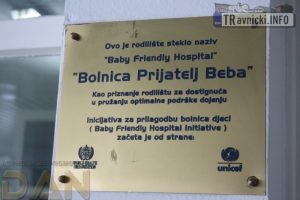 TRavnicki.INFO
Ovo je rodilište steklo naziv
"Baby Friendly Hospital"
"Bolnica Prijatelj Beba"
Kao priznanje rodilištu za dostignuća
u pružanju optimalne podrške dojenju
Inicijativa za prilagodbu bolnica djeci
( Baby Friendly Hospital Initiative )
začeta je od strane:
unicef
DAN